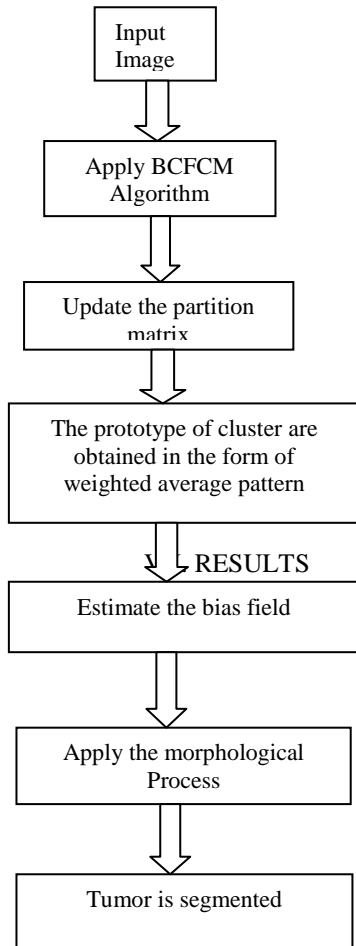 Input
Image
Apply BCFCM
Algorithm
Update the partition
matrix
The prototype of cluster are
obtained in the form of
weighted average pattern
RESULTS
Estimate the bias field
Apply the morphological
Process
Tumor is segmented